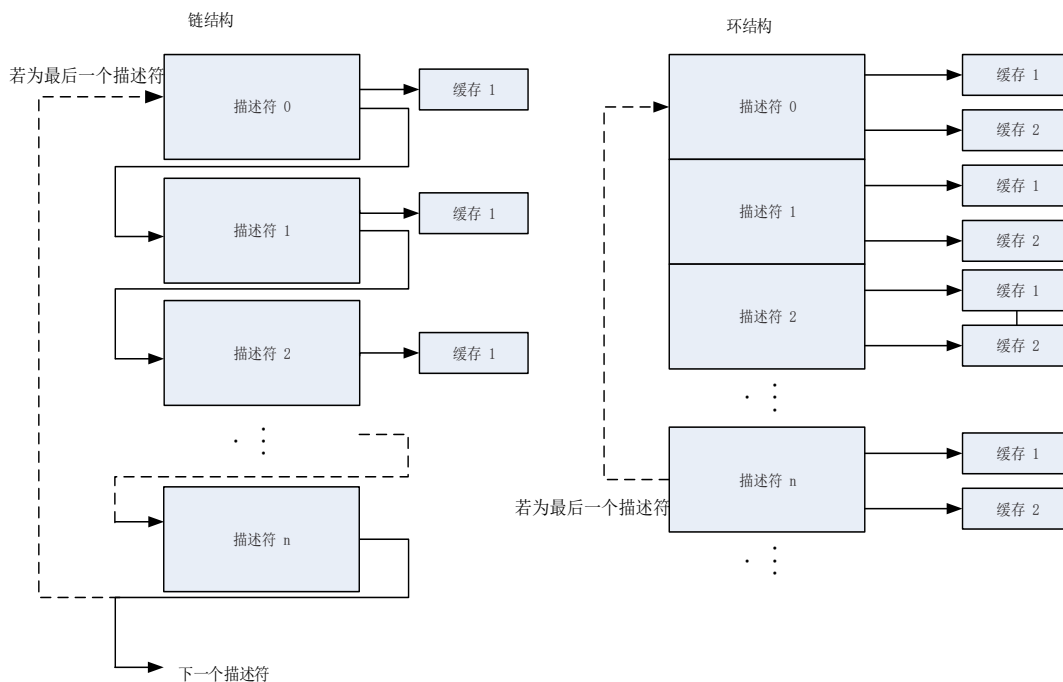 链结构
若为最后一个描述符
描述符 0
缓存 1
描述符 1
缓存 1
描述符 2
缓存 1
描述符 n
下一个描述符
环结构
描述符 0
缓存 1
缓存 2
描述符 1
缓存 1
缓存 2
描述符 2
缓存 1
缓存 2
描述符 n
缓存 1
缓存 2
若为最后一个描述符